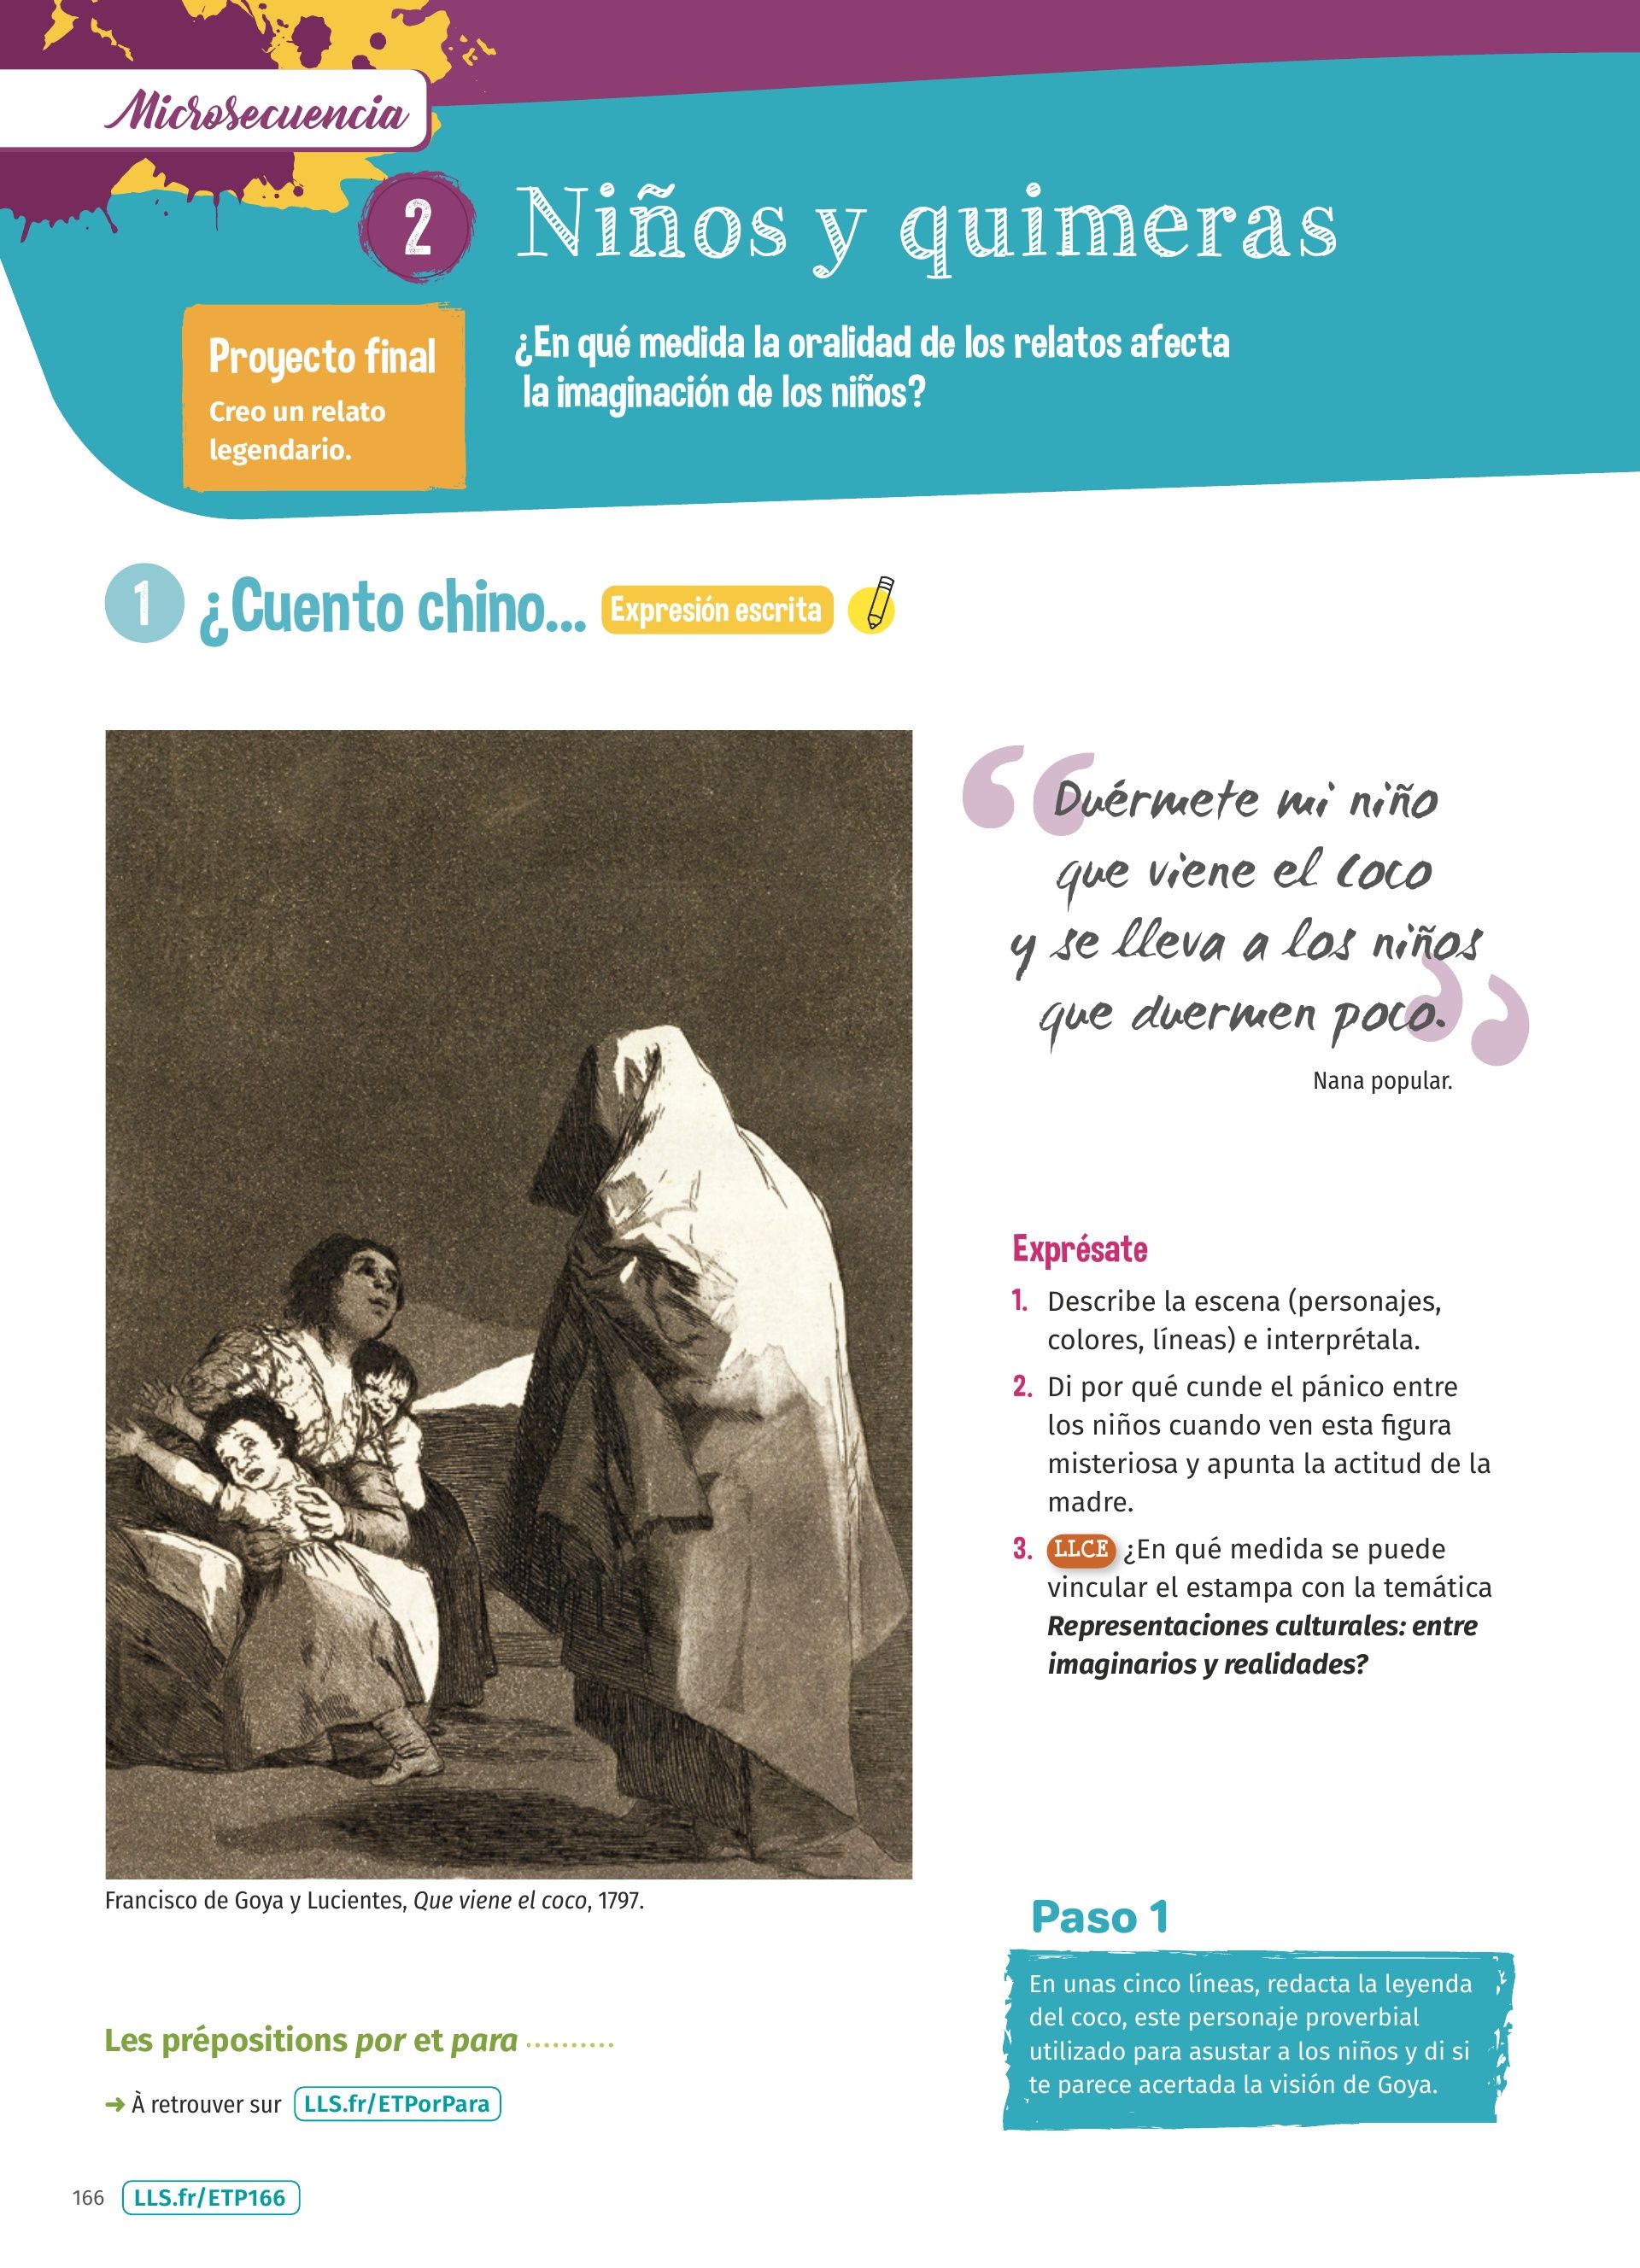 Microsecuencia
2
Niños y quimeras
Proyecto final
Creo un relato
legendario.
¿En qué medida la oralidad de los relatos afecta
la imaginación de los niños?
1 ¿Cuento chino... Expresión escrita
Duérmete mi niño
que viene el coco
y se lleva a los niños
que duermen poco.
Nana popular.
Exprésate
1. Describe la escena (personajes,
colores, líneas) e interprétala.
2. Di por qué cunde el pánico entre
los niños cuando ven esta figura
misteriosa y apunta la actitud de la
madre.
3. LLCE ¿En qué medida se puede
vincular el estampa con la temática
Representaciones culturales: entre
imaginarios y realidades?
Francisco de Goya y Lucientes, Que viene el coco, 1797.
Paso 1
En unas cinco líneas, redacta la leyenda
del coco, este personaje proverbial
utilizado para asustar a los niños y di si
te parece acertada la visión de Goya.
Les prépositions por et para ..........
➜ À retrouver sur LLS.fr/ETPorPara
166 LLS.fr/ETP166